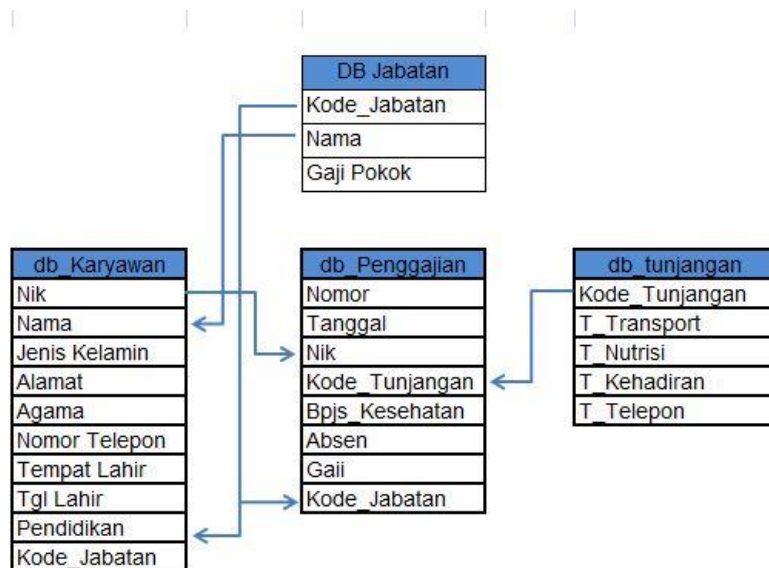 DB Jabatan
Kode_Jabatan
Nama
Gaji Pokok
db_Karyawan
Nik
Nama
Jenis Kelamin
Alamat
Agama
Nomor Telepon
Tempat Lahir
Tgl Lahir
Pendidikan
Kode_Jabatan
db_Penggajian
Nomor
Tanggal
Nik
Kode_Tunjangan
Bpjs_Kesehatan
Absen
Gaii
Kode_Jabatan
db_tunjangan
Kode_Tunjangan
T_Transport
T_Nutrisi
T_Kehadiran
T_Telepon